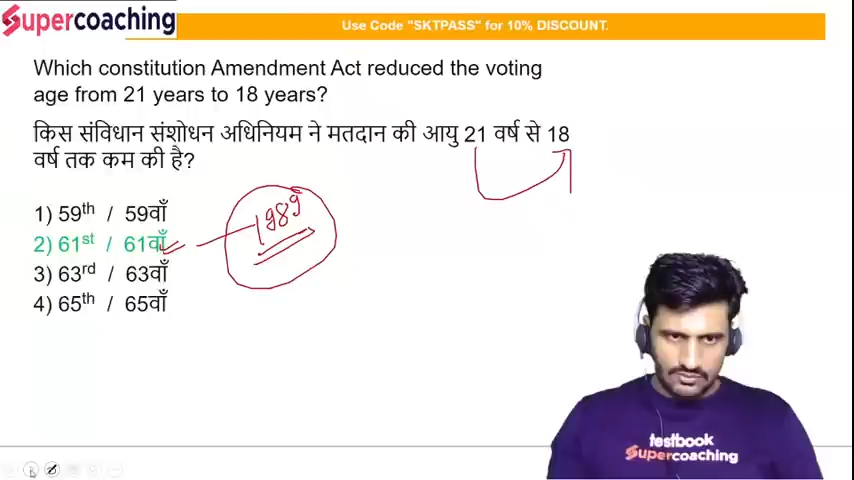 Supercoaching
Use Code "SKTPASS" for 10% DISCOUNT.
Which constitution Amendment Act reduced the voting
age from 21 years to 18 years?
किस संविधान संशोधन अधिनियम ने मतदान की आयु 21 वर्ष से 18
वर्ष तक कम की है?
1) 59th / 59वाँ
2) 61st / 61वाँ
1989
3) 63rd / 63वाँ
4) 65th / 65वाँ
testbook
Supercoaching